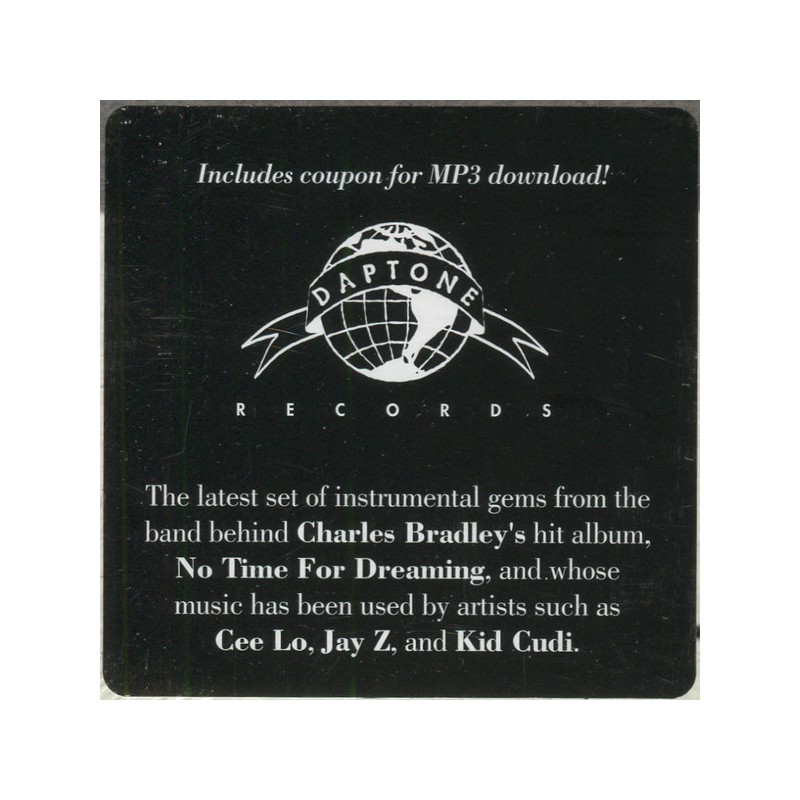 Includes coupon for MP3 download!
DAPTONE
RECORDS
The latest set of instrumental gems from the
band behind Charles Bradley's hit album,
No Time For Dreaming, and whose
music has been used by artists such as
Cee Lo, Jay Z, and Kid Cudi.